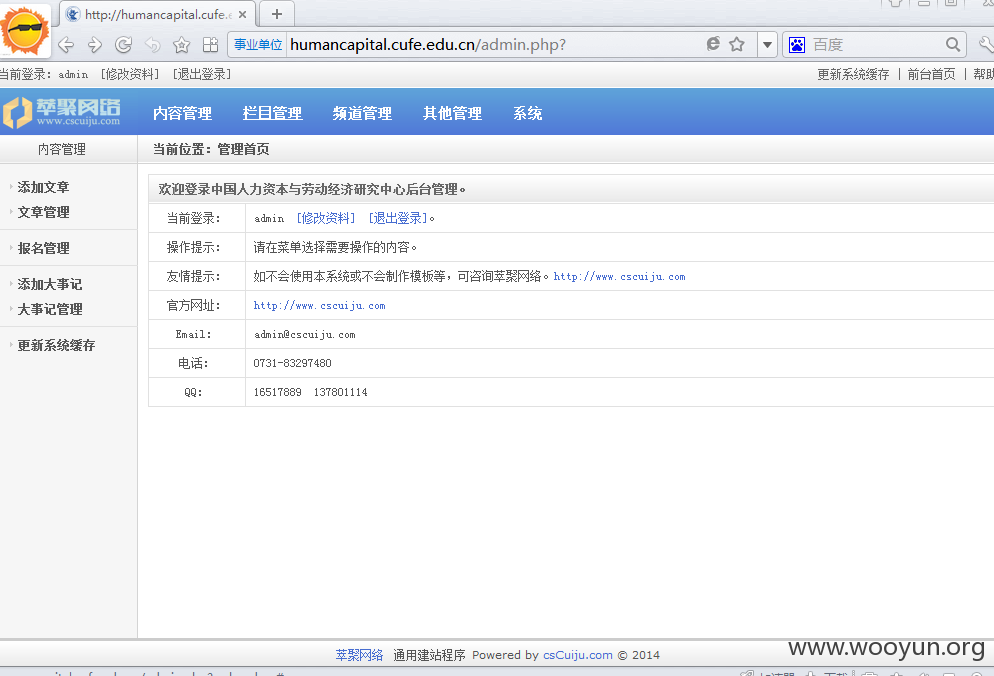 http://humancapital.cufe.e
事业单位 humancapital.cufe.edu.cn/admin.php? 百度
当前登录: admin [修改资料] [退出登录] 更新系统缓存 | 前台首页 | 帮助
萃聚网络
www.cscuiju.com
内容管理 栏目管理 频道管理 其他管理 系统
内容管理
当前位置：管理首页
添加文章
文章管理
报名管理
添加大事记
大事记管理
更新系统缓存
欢迎登录中国人力资本与劳动经济研究中心后台管理。
当前登录： admin [修改资料] [退出登录]。
操作提示： 请在菜单选择需要操作的内容。
友情提示： 如不会使用本系统或不会制作模板等，可咨询萃聚网络。http://www.cscuiju.com
官方网址： http://www.cscuiju.com
Email： admin@cscuiju.com
电话： 0731-83297480
QQ： 16517889 137801114
萃聚网络 通用建站程序 Powered by csCuiju.com © 2014
www.wooyun.org